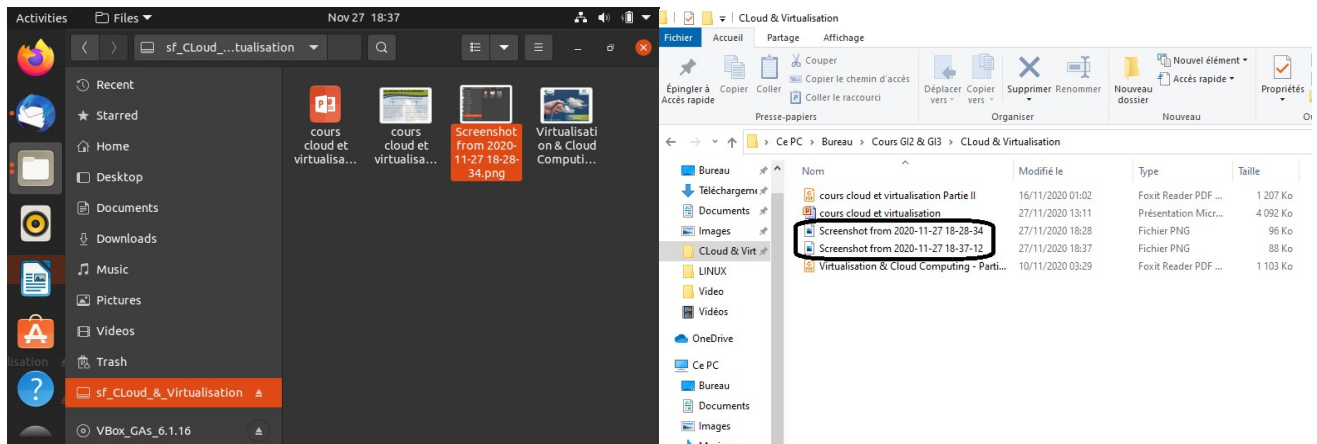 Activities
Files
Nov 27 18:37
sf_CLoud_...tualisation
Recent
Starred
Home
Desktop
Documents
Downloads
Music
Pictures
Videos
Trash
sf_CLoud_&_Virtualisation
VBox_GAs_6.1.16
lisation
cours
cloud et
virtualisa...
cours
cloud et
virtualisa...
Screenshot
from 2020-
11-27 18-28-
34.png
Virtualisati
on & Cloud
Computi...
CLoud & Virtualisation
Fichier Accueil Partage Affichage
Épingler à
Accès rapide
Copier
Coller
Couper
Copier le chemin d'accès
Coller le raccourci
Presse-papiers
Déplacer
vers
Copier
vers
Supprimer
Renommer
Organiser
Nouveau
dossier
Nouvel élément
Accès rapide
Nouveau
Propriétés
Ce PC > Bureau > Cours GI2 & GI3 > CLoud & Virtualisation
Bureau
Téléchargeme
Documents
Images
CLoud & Virt
LINUX
Video
Vidéos
OneDrive
Ce PC
Bureau
Documents
Images
Nom Modifié le Type Taille
cours cloud et virtualisation Partie II 16/11/2020 01:02 Foxit Reader PDF ... 1 207 Ko
cours cloud et virtualisation 27/11/2020 13:11 Présentation Micr... 4 092 Ko
Screenshot from 2020-11-27 18-28-34 27/11/2020 18:28 Fichier PNG 96 Ko
Screenshot from 2020-11-27 18-37-12 27/11/2020 18:37 Fichier PNG 88 Ko
Virtualisation & Cloud Computing - Parti... 10/11/2020 03:29 Foxit Reader PDF ... 1 103 Ko